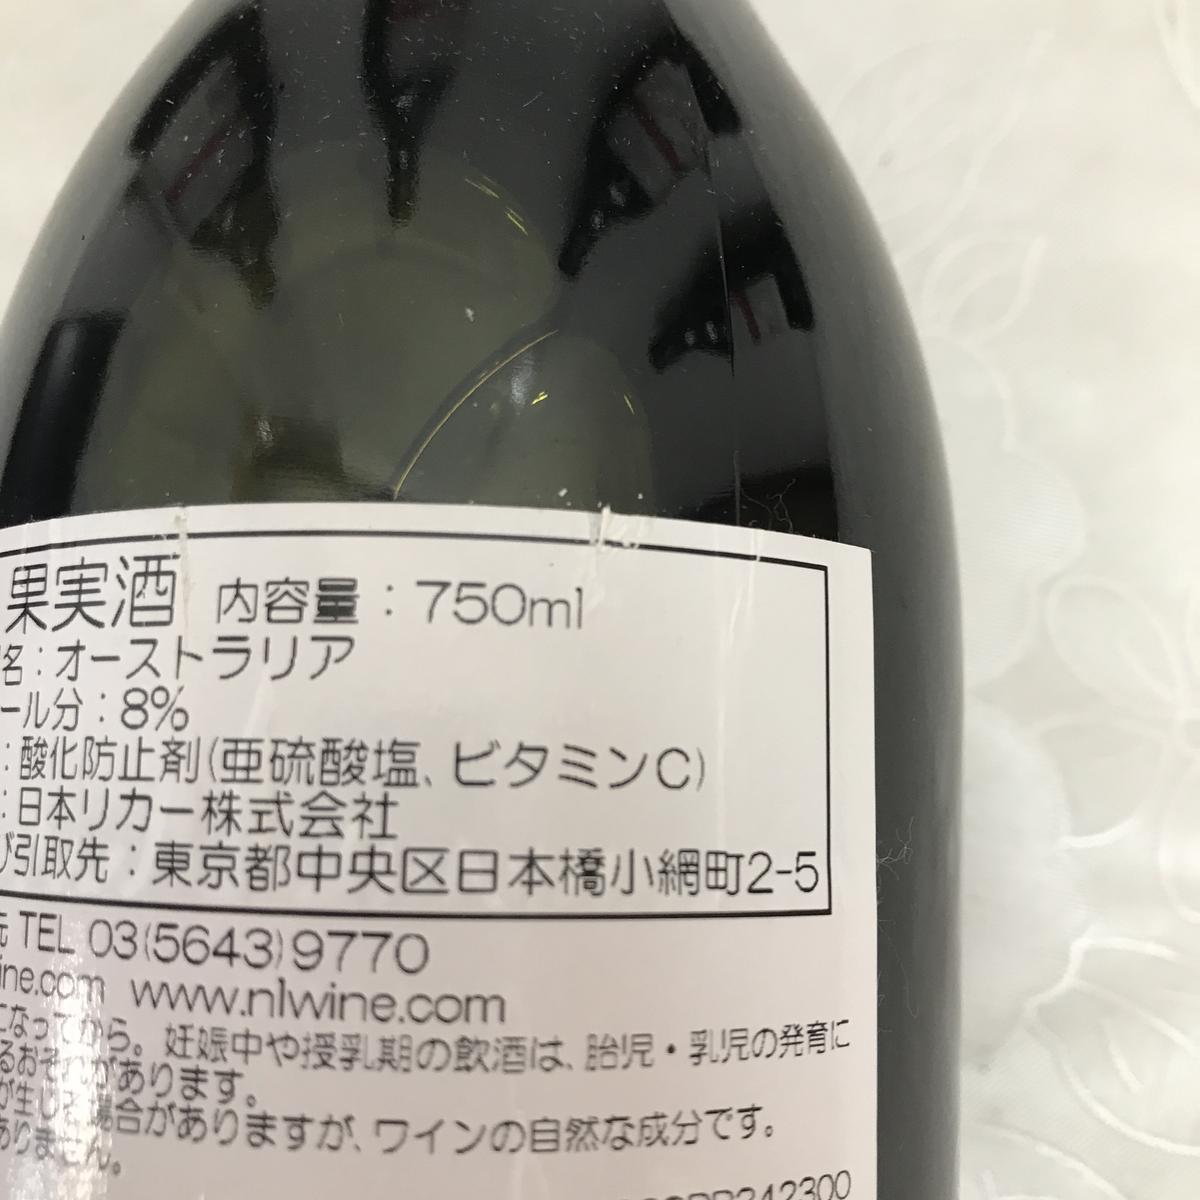 果実酒 内容量：750ml
名：オーストラリア
ール分：8%
：酸化防止剤(亜硫酸塩、ビタミンC)
：日本リカー株式会社
び引取先：東京都中央区日本橋小網町2-5
先 TEL 03(5643)9770
ine.com www.nlwine.com
になってから。妊娠中や授乳期の飲酒は、胎児・乳児の発育に
るおそれがあります。
が生じる場合がありますが、ワインの自然な成分です。
ありません。
242300